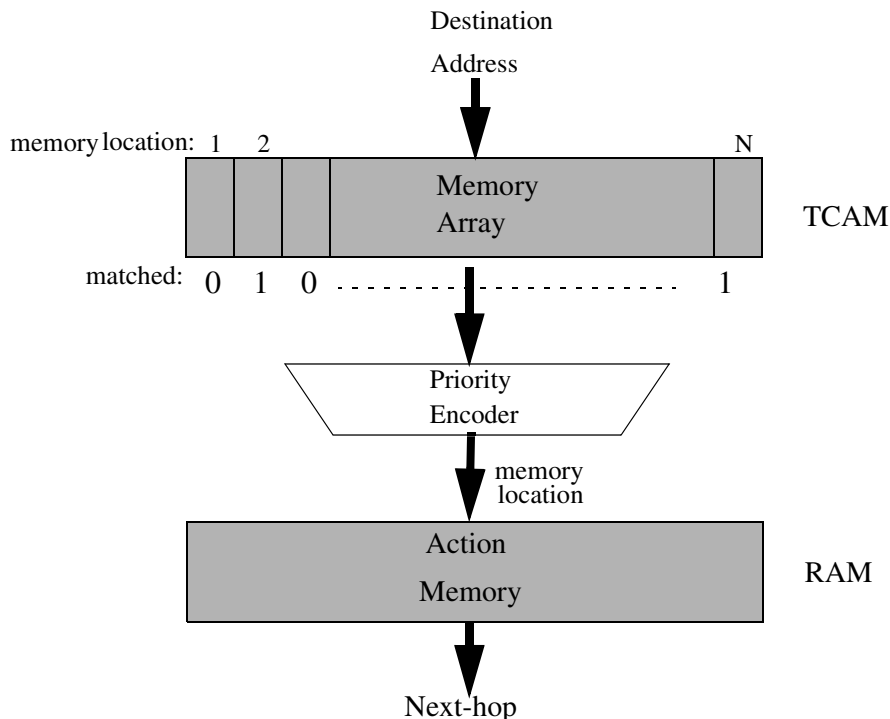 Destination
Address
memory location: 1 2 N
Memory
Array
TCAM
matched: 0 1 0 1
Priority
Encoder
memory
location
Action
Memory
RAM
Next-hop